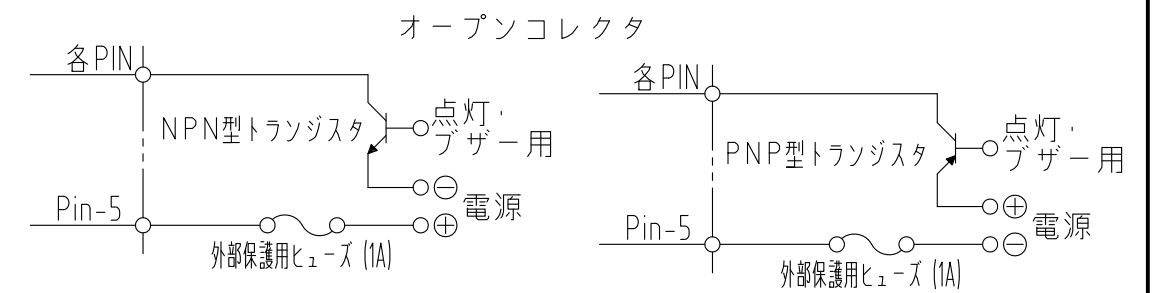 オープンコレクタ
各PIN
NPN型トランジスタ
点灯・
ブザー用
⊖
電源
Pin-5
⊕
外部保護用ヒューズ (1A)
各PIN
PNP型トランジスタ
点灯・
ブザー用
⊕
電源
Pin-5
⊖
外部保護用ヒューズ (1A)